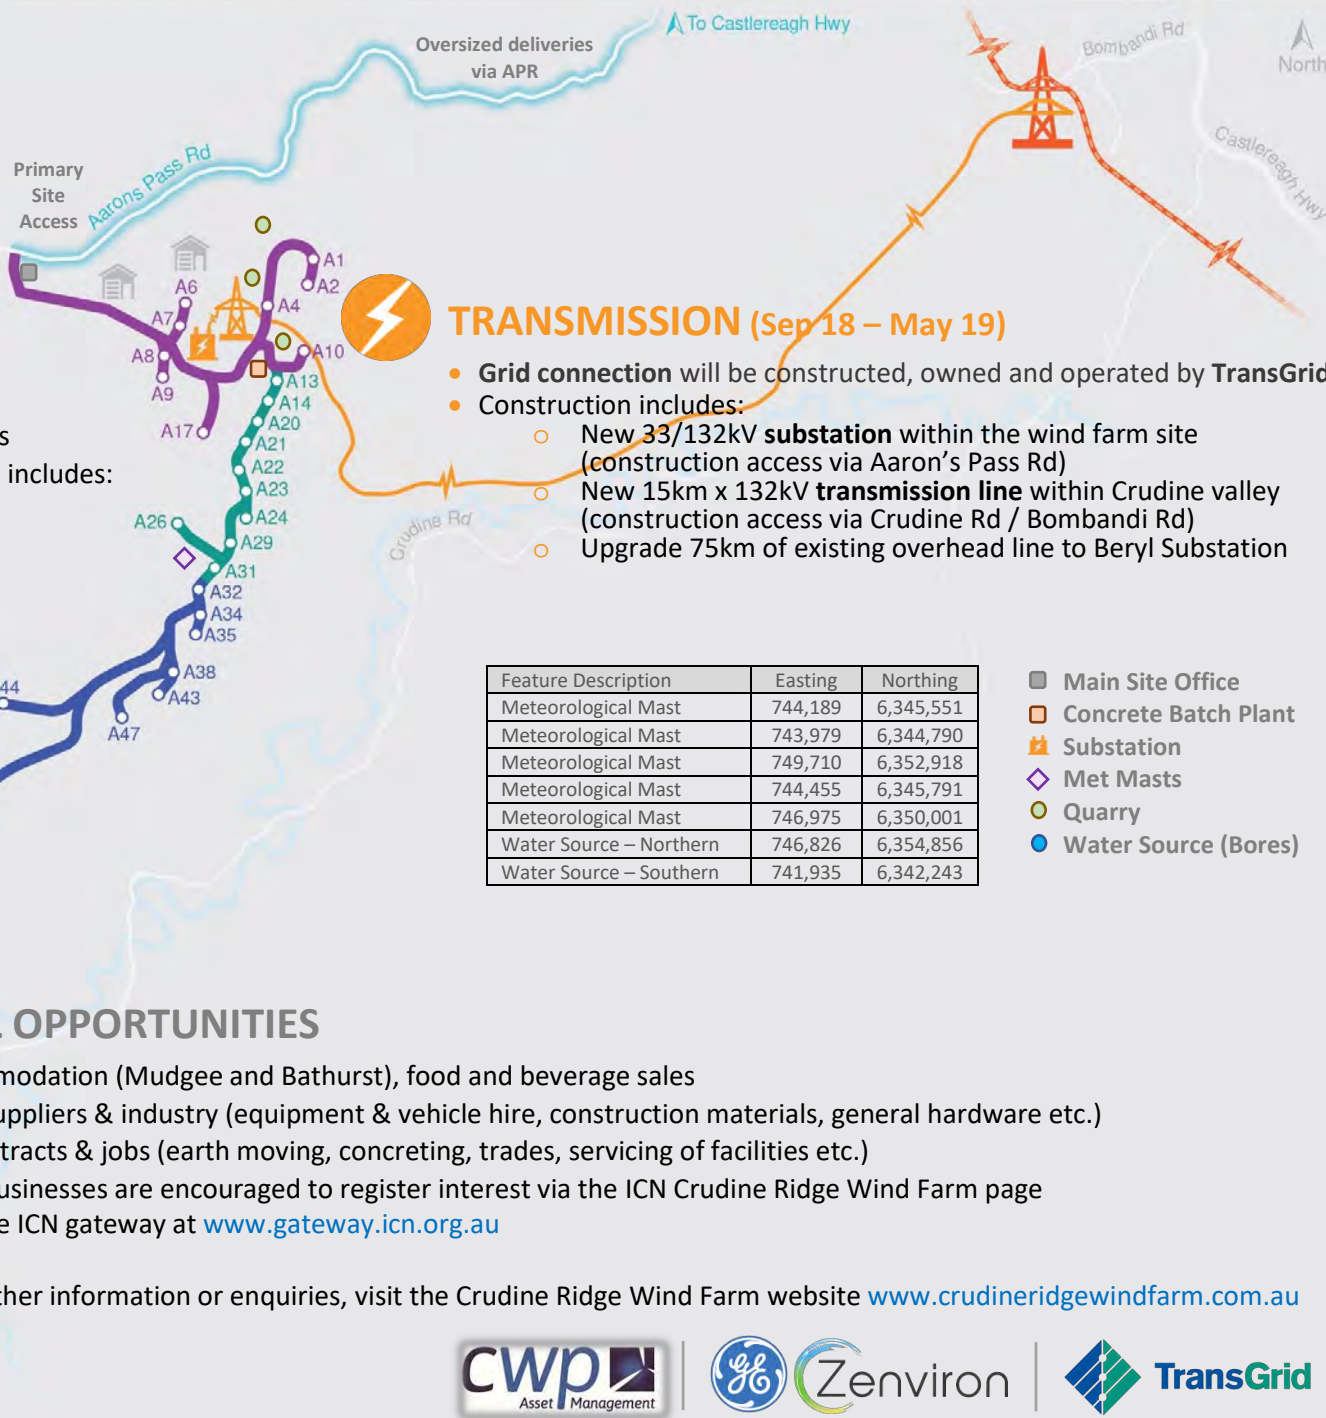 To Castlereagh Hwy
Oversized deliveries
via APR
Bombandi Rd
North
Castlereagh Hwy
Primary
Site
Access
Aarons Pass Rd
A1
A2
A4
A6
A7
A8
A9
A10
A13
A14
A17
A20
A21
A22
A23
A24
A26
A29
A31
A32
A34
A35
A38
A43
44
A47
Crudine Rd
s
includes:
TRANSMISSION (Sep 18 – May 19)
• Grid connection will be constructed, owned and operated by TransGrid
• Construction includes:
o New 33/132kV substation within the wind farm site
(construction access via Aaron's Pass Rd)
o New 15km x 132kV transmission line within Crudine valley
(construction access via Crudine Rd / Bombandi Rd)
o Upgrade 75km of existing overhead line to Beryl Substation
Feature Description Easting Northing
Meteorological Mast 744,189 6,345,551
Meteorological Mast 743,979 6,344,790
Meteorological Mast 749,710 6,352,918
Meteorological Mast 744,455 6,345,791
Meteorological Mast 746,975 6,350,001
Water Source – Northern 746,826 6,354,856
Water Source – Southern 741,935 6,342,243
Main Site Office
Concrete Batch Plant
Substation
Met Masts
Quarry
Water Source (Bores)
OPPORTUNITIES
modation (Mudgee and Bathurst), food and beverage sales
uppliers & industry (equipment & vehicle hire, construction materials, general hardware etc.)
tracts & jobs (earth moving, concreting, trades, servicing of facilities etc.)
usinesses are encouraged to register interest via the ICN Crudine Ridge Wind Farm page
e ICN gateway at www.gateway.icn.org.au
ther information or enquiries, visit the Crudine Ridge Wind Farm website www.crudineridgewindfarm.com.au
CWP
Asset Management
GE
Zenviron
TransGrid